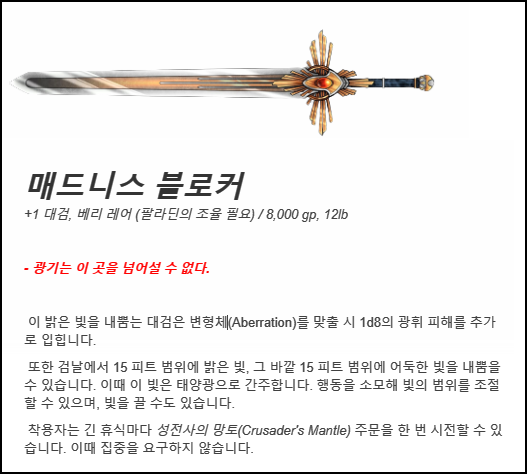 매드니스 블로커
+1 대검, 베리 레어 (팔라딘의 조율 필요) / 8,000 gp, 12lb
- 광기는 이 곳을 넘어설 수 없다.
이 밝은 빛을 내뿜는 대검은 변형체(Aberration)를 맞출 시 1d8의 광휘 피해를 추가
로 입힙니다.
또한 검날에서 15 피트 범위에 밝은 빛, 그 바깥 15 피트 범위에 어둑한 빛을 내뿜을
수 있습니다. 이때 이 빛은 태양광으로 간주합니다. 행동을 소모해 빛의 범위를 조절
할 수 있으며, 빛을 끌 수도 있습니다.
착용자는 긴 휴식마다 성전사의 망토(Crusader's Mantle) 주문을 한 번 시전할 수 있
습니다. 이때 집중을 요구하지 않습니다.